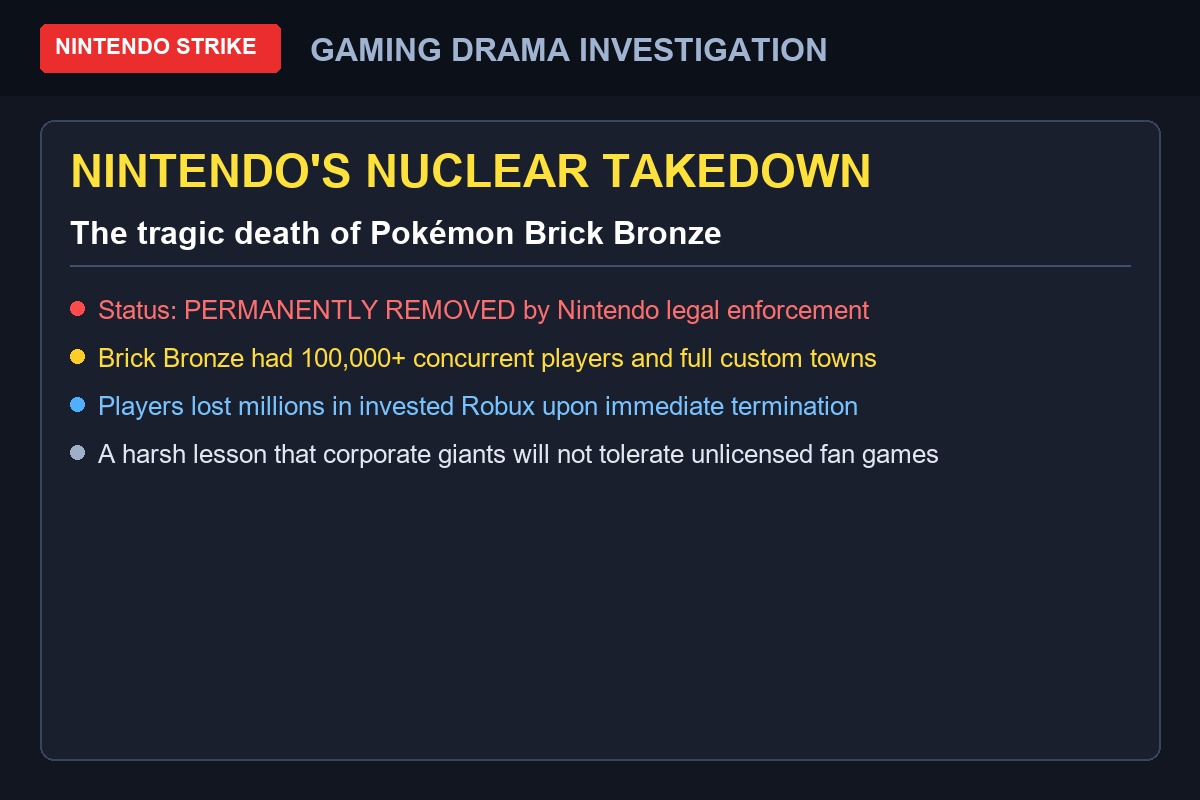 NINTENDO STRIKE
GAMING DRAMA INVESTIGATION
NINTENDO'S NUCLEAR TAKEDOWN
The tragic death of Pokémon Brick Bronze
Status: PERMANENTLY REMOVED by Nintendo legal enforcement
Brick Bronze had 100,000+ concurrent players and full custom towns
Players lost millions in invested Robux upon immediate termination
A harsh lesson that corporate giants will not tolerate unlicensed fan games